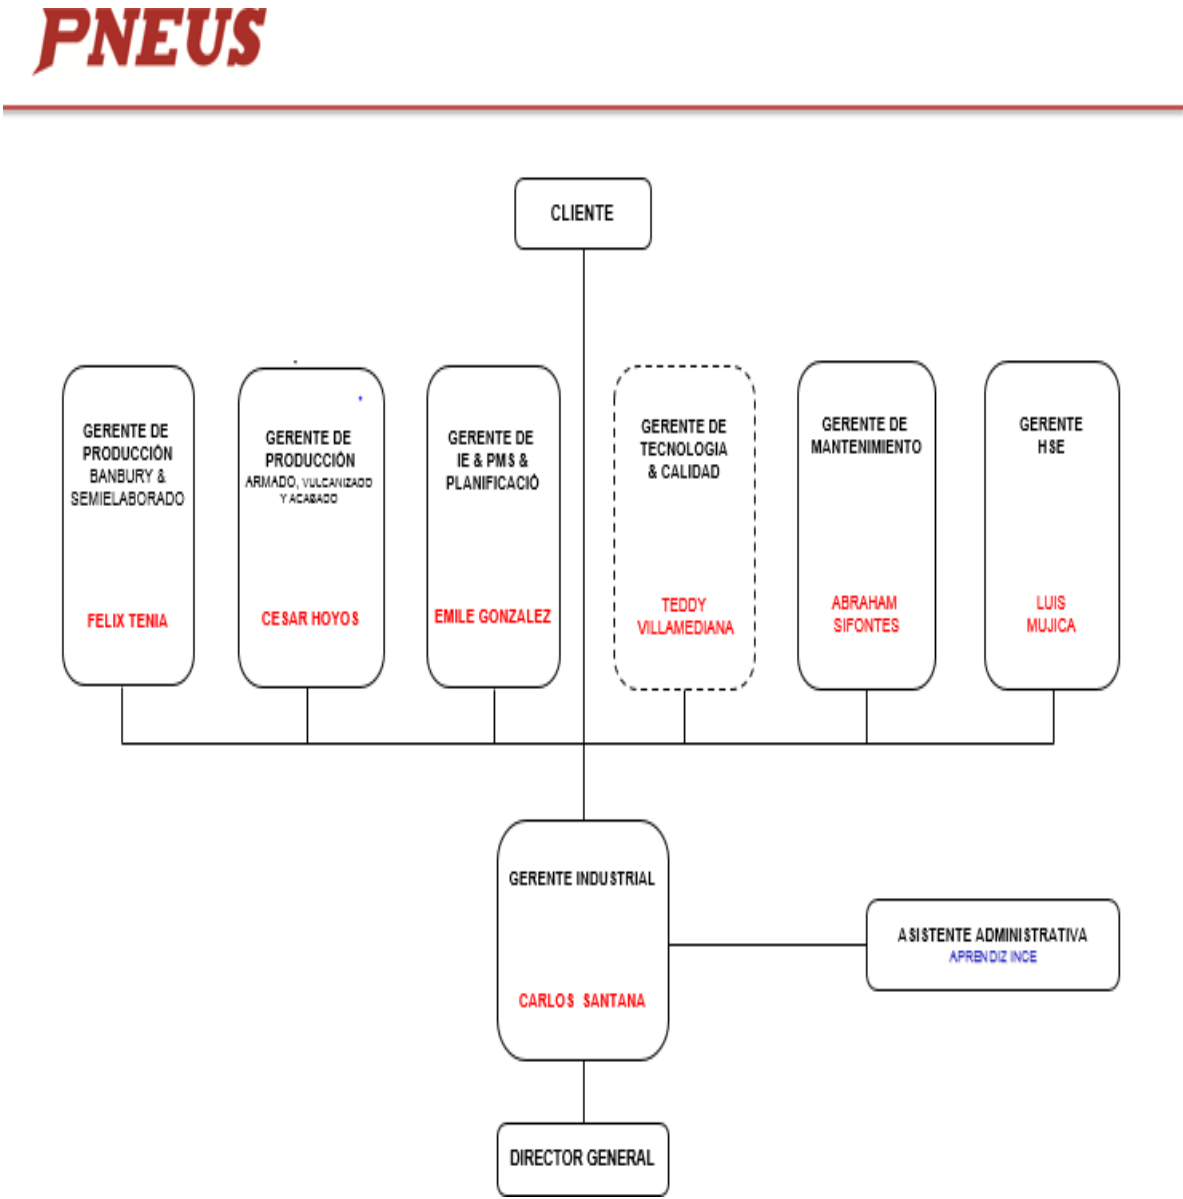 PNEUS
CLIENTE
GERENTE DE
PRODUCCIÓN
BANBURY &
SEMIELABORADO
FELIX TENIA
GERENTE DE
PRODUCCIÓN
ARMADO, VULCANIZADO
Y ACABADO
CESAR HOYOS
GERENTE DE
IE & PMS &
PLANIFICACIÓ
EMILE GONZALEZ
GERENTE DE
TECNOLOGIA
& CALIDAD
TEDDY
VILLAMEDIANA
GERENTE DE
MANTENIMIENTO
ABRAHAM
SIFONTES
GERENTE
HSE
LUIS
MUJICA
GERENTE INDUSTRIAL
CARLOS SANTANA
ASISTENTE ADMINISTRATIVA
APRENDIZ INCE
DIRECTOR GENERAL